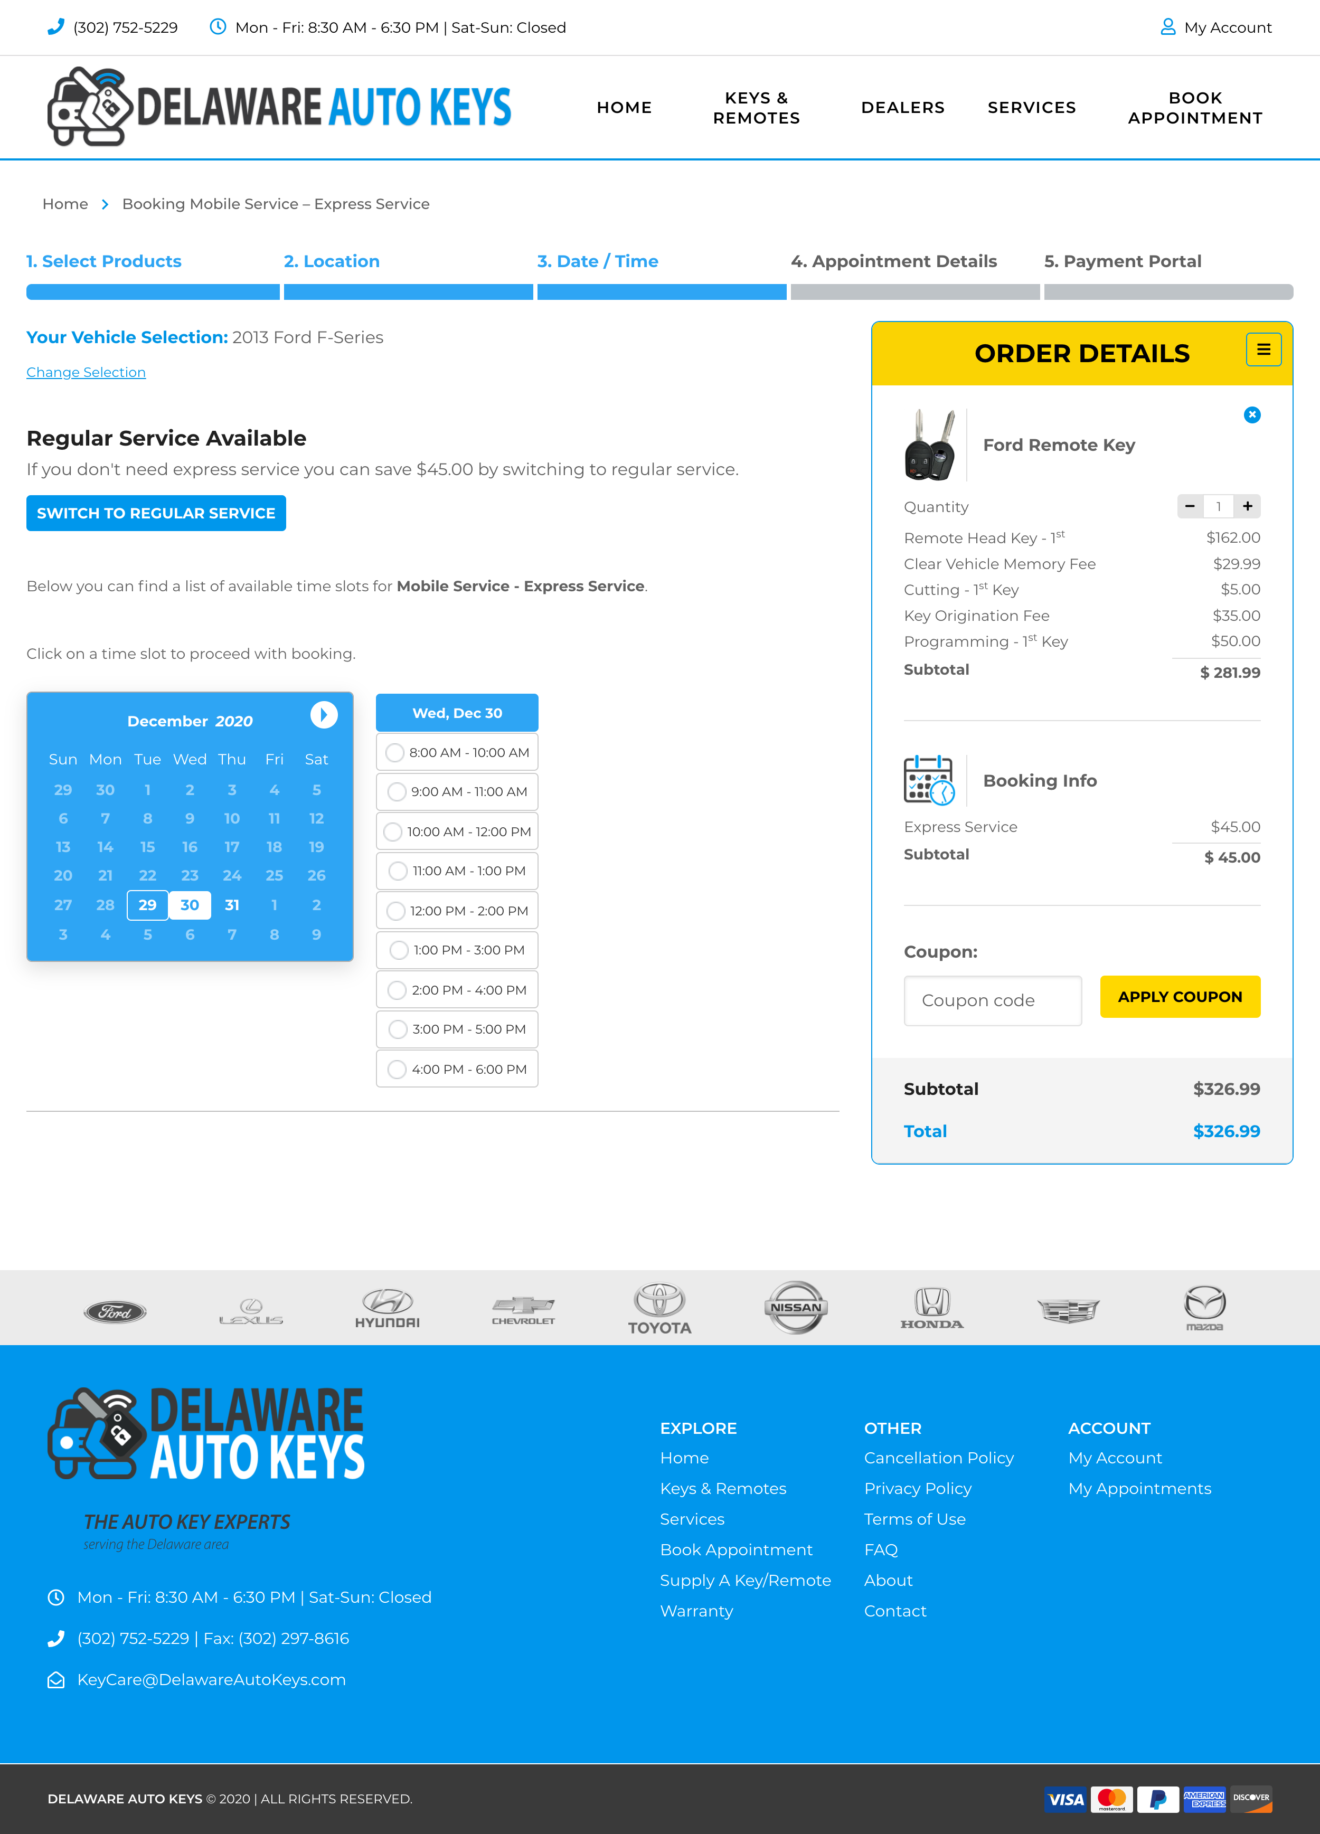 (302) 752-5229
Mon - Fri: 8:30 AM - 6:30 PM | Sat-Sun: Closed
My Account
DELAWARE AUTO KEYS
HOME
KEYS & REMOTES
DEALERS
SERVICES
BOOK APPOINTMENT
Home
Booking Mobile Service – Express Service
1. Select Products
2. Location
3. Date / Time
4. Appointment Details
5. Payment Portal
Your Vehicle Selection: 2013 Ford F-Series
Change Selection
Regular Service Available
If you don't need express service you can save $45.00 by switching to regular service.
SWITCH TO REGULAR SERVICE
Below you can find a list of available time slots for Mobile Service - Express Service.
Click on a time slot to proceed with booking.
December 2020
Sun Mon Tue Wed Thu Fri Sat
29 30 1 2 3 4 5
6 7 8 9 10 11 12
13 14 15 16 17 18 19
20 21 22 23 24 25 26
27 28 29 30 31 1 2
3 4 5 6 7 8 9
Wed, Dec 30
8:00 AM - 10:00 AM
9:00 AM - 11:00 AM
10:00 AM - 12:00 PM
11:00 AM - 1:00 PM
12:00 PM - 2:00 PM
1:00 PM - 3:00 PM
2:00 PM - 4:00 PM
3:00 PM - 5:00 PM
4:00 PM - 6:00 PM
ORDER DETAILS
Ford Remote Key
Quantity - 1 +
Remote Head Key - 1st $162.00
Clear Vehicle Memory Fee $29.99
Cutting - 1st Key $5.00
Key Origination Fee $35.00
Programming - 1st Key $50.00
Subtotal $ 281.99
Booking Info
Express Service $45.00
Subtotal $ 45.00
Coupon:
Coupon code
APPLY COUPON
Subtotal $326.99
Total $326.99
Ford
LEXUS
HYUNDAI
CHEVROLET
TOYOTA
NISSAN
HONDA
mazda
DELAWARE
AUTO KEYS
THE AUTO KEY EXPERTS
serving the Delaware area
Mon - Fri: 8:30 AM - 6:30 PM | Sat-Sun: Closed
(302) 752-5229 | Fax: (302) 297-8616
KeyCare@DelawareAutoKeys.com
EXPLORE
Home
Keys & Remotes
Services
Book Appointment
Supply A Key/Remote
Warranty
OTHER
Cancellation Policy
Privacy Policy
Terms of Use
FAQ
About
Contact
ACCOUNT
My Account
My Appointments
DELAWARE AUTO KEYS © 2020 | ALL RIGHTS RESERVED.
VISA
mastercard
AMERICAN EXPRESS
DISCOVER